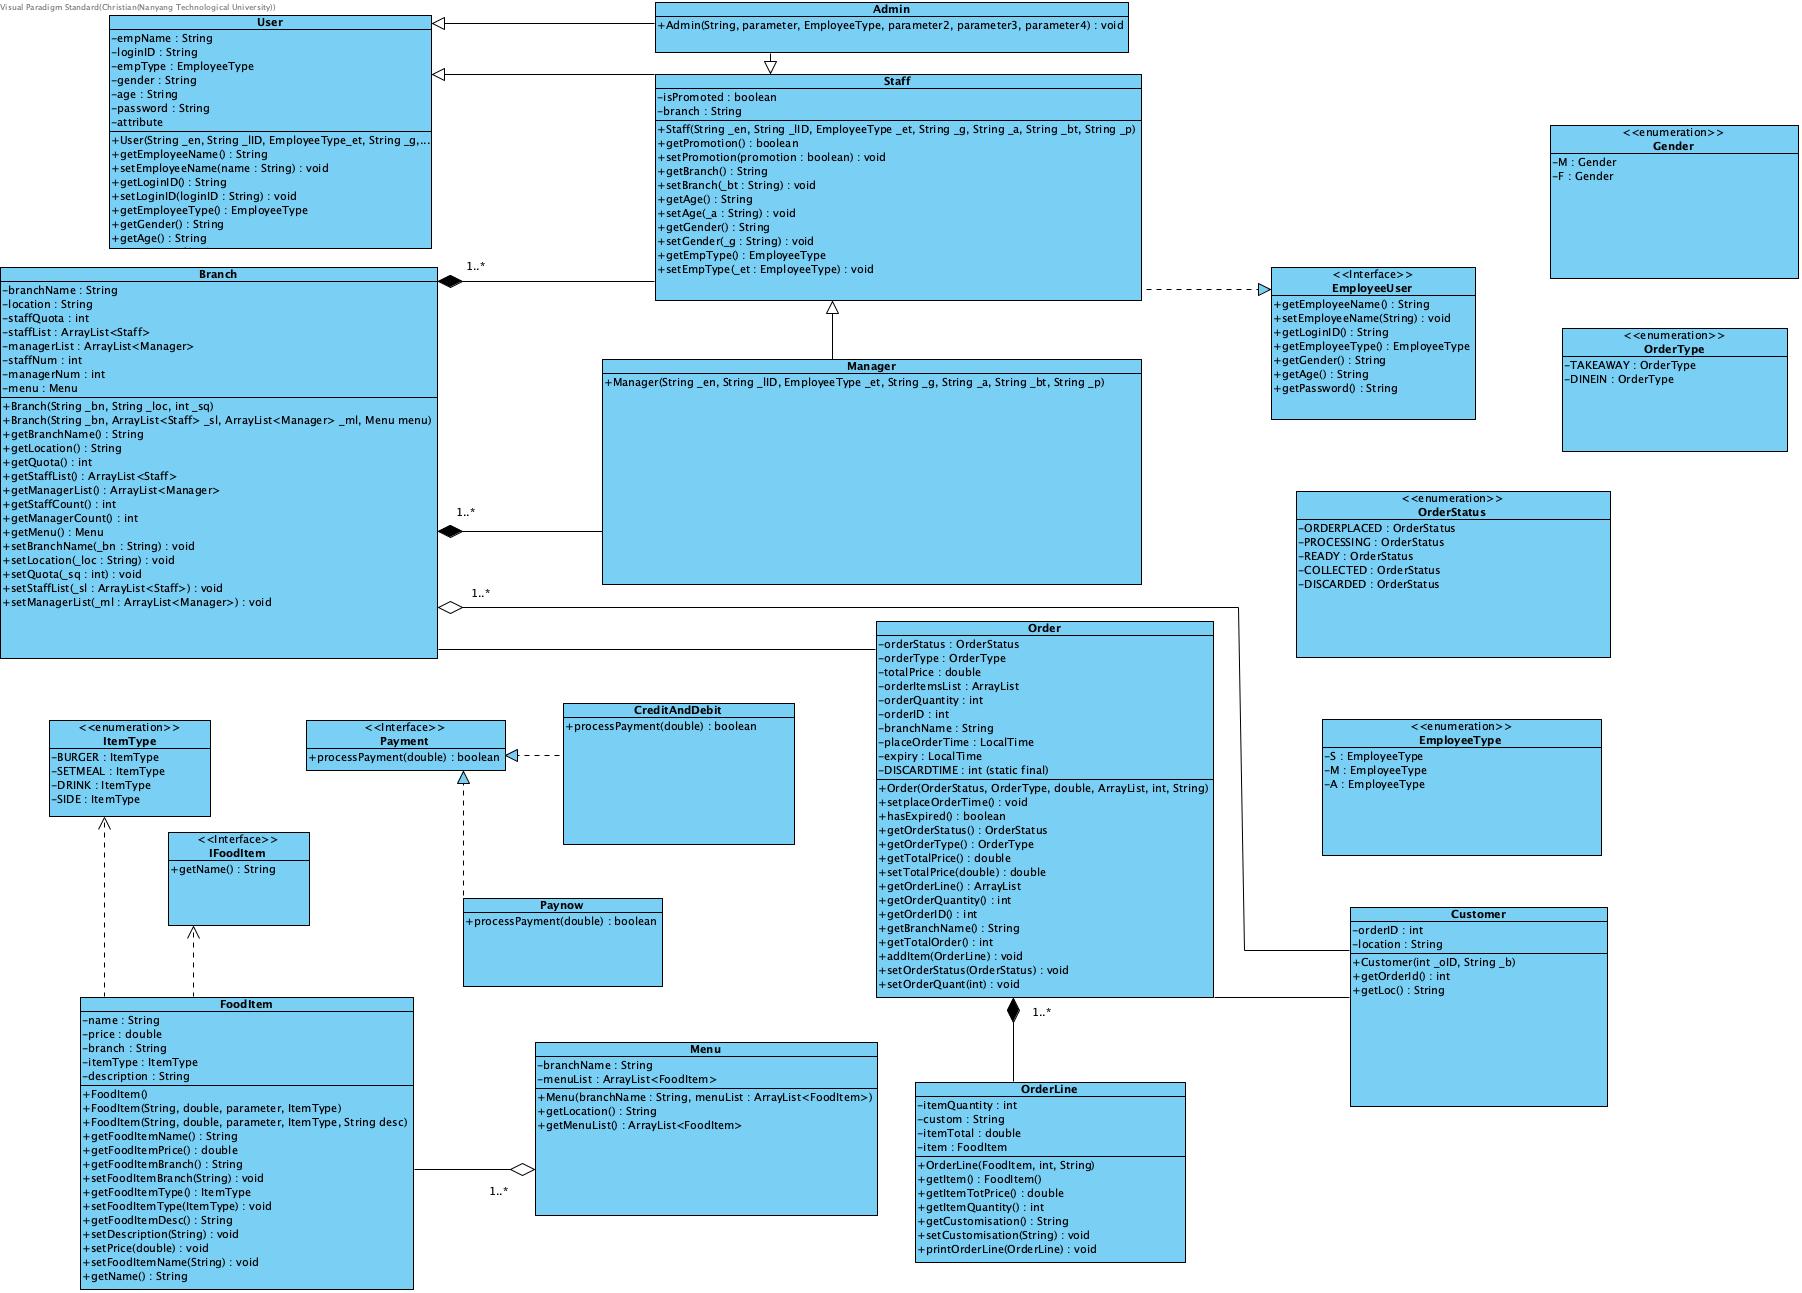 Visual Paradigm Standard(Christian(Nanyang Technological University))
User
-empName : String
-loginID : String
-empType : EmployeeType
-gender : String
-age : String
-password : String
-attribute
+User(String _en, String _lID, EmployeeType_et, String _g,...
+getEmployeeName() : String
+setEmployeeName(name : String) : void
+getLoginID() : String
+setLoginID(loginID : String) : void
+getEmployeeType() : EmployeeType
+getGender() : String
+getAge() : String
Admin
+Admin(String, parameter, EmployeeType, parameter2, parameter3, parameter4) : void
Staff
-isPromoted : boolean
-branch : String
+Staff(String _en, String _lID, EmployeeType _et, String _g, String _a, String _bt, String _p)
+getPromotion() : boolean
+setPromotion(promotion : boolean) : void
+getBranch() : String
+setBranch(_bt : String) : void
+getAge() : String
+setAge(_a : String) : void
+getGender() : String
+setGender(_g : String) : void
+getEmpType() : EmployeeType
+setEmpType(_et : EmployeeType) : void
<<enumeration>>
Gender
-M : Gender
-F : Gender
Branch
-branchName : String
-location : String
-staffQuota : int
-staffList : ArrayList<Staff>
-managerList : ArrayList<Manager>
-staffNum : int
-managerNum : int
-menu : Menu
+Branch(String _bn, String _loc, int _sq)
+Branch(String _bn, ArrayList<Staff> _sl, ArrayList<Manager> _ml, Menu menu)
+getBranchName() : String
+getLocation() : String
+getQuota() : int
+getStaffList() : ArrayList<Staff>
+getManagerList() : ArrayList<Manager>
+getStaffCount() : int
+getManagerCount() : int
+getMenu() : Menu
+setBranchName(_bn : String) : void
+setLocation(_loc : String) : void
+setQuota(_sq : int) : void
+setStaffList(_sl : ArrayList<Staff>) : void
+setManagerList(_ml : ArrayList<Manager>) : void
1..*
1..*
1..*
<<Interface>>
EmployeeUser
+getEmployeeName() : String
+setEmployeeName(String) : void
+getLoginID() : String
+getEmployeeType() : EmployeeType
+getGender() : String
+getAge() : String
+getPassword() : String
<<enumeration>>
OrderType
-TAKEAWAY : OrderType
-DINEIN : OrderType
Manager
+Manager(String _en, String _lID, EmployeeType _et, String _g, String _a, String _bt, String _p)
<<enumeration>>
OrderStatus
-ORDERPLACED : OrderStatus
-PROCESSING : OrderStatus
-READY : OrderStatus
-COLLECTED : OrderStatus
-DISCARDED : OrderStatus
Order
-orderStatus : OrderStatus
-orderType : OrderType
-totalPrice : double
-orderItemsList : ArrayList
-orderQuantity : int
-orderID : int
-branchName : String
-placeOrderTime : LocalTime
-expiry : LocalTime
-DISCARDTIME : int (static final)
+Order(OrderStatus, OrderType, double, ArrayList, int, String)
+setplaceOrderTime() : void
+hasExpired() : boolean
+getOrderStatus() : OrderStatus
+getOrderType() : OrderType
+getTotalPrice() : double
+setTotalPrice(double) : double
+getOrderLine() : ArrayList
+getOrderQuantity() : int
+getOrderID() : int
+getBranchName() : String
+getTotalOrder() : int
+addItem(OrderLine) : void
+setOrderStatus(OrderStatus) : void
+setOrderQuant(int) : void
<<enumeration>>
ItemType
-BURGER : ItemType
-SETMEAL : ItemType
-DRINK : ItemType
-SIDE : ItemType
<<Interface>>
Payment
+processPayment(double) : boolean
CreditAndDebit
+processPayment(double) : boolean
<<enumeration>>
EmployeeType
-S : EmployeeType
-M : EmployeeType
-A : EmployeeType
<<Interface>>
IFoodItem
+getName() : String
Paynow
+processPayment(double) : boolean
Customer
-orderID : int
-location : String
+Customer(int _oID, String _b)
+getOrderId() : int
+getLoc() : String
FoodItem
-name : String
-price : double
-branch : String
-itemType : ItemType
-description : String
+FoodItem()
+FoodItem(String, double, parameter, ItemType)
+FoodItem(String, double, parameter, ItemType, String desc)
+getFoodItemName() : String
+getFoodItemPrice() : double
+getFoodItemBranch() : String
+setFoodItemBranch(String) : void
+getFoodItemType() : ItemType
+setFoodItemType(ItemType) : void
+getFoodItemDesc() : String
+setDescription(String) : void
+setPrice(double) : void
+setFoodItemName(String) : void
+getName() : String
1..*
Menu
-branchName : String
-menuList : ArrayList<FoodItem>
+Menu(branchName : String, menuList : ArrayList<FoodItem>)
+getLocation() : String
+getMenuList() : ArrayList<FoodItem>
1..*
OrderLine
-itemQuantity : int
-custom : String
-itemTotal : double
-item : FoodItem
+OrderLine(FoodItem, int, String)
+getItem() : FoodItem()
+getItemTotPrice() : double
+getItemQuantity() : int
+getCustomisation() : String
+setCustomisation(String) : void
+printOrderLine(OrderLine) : void